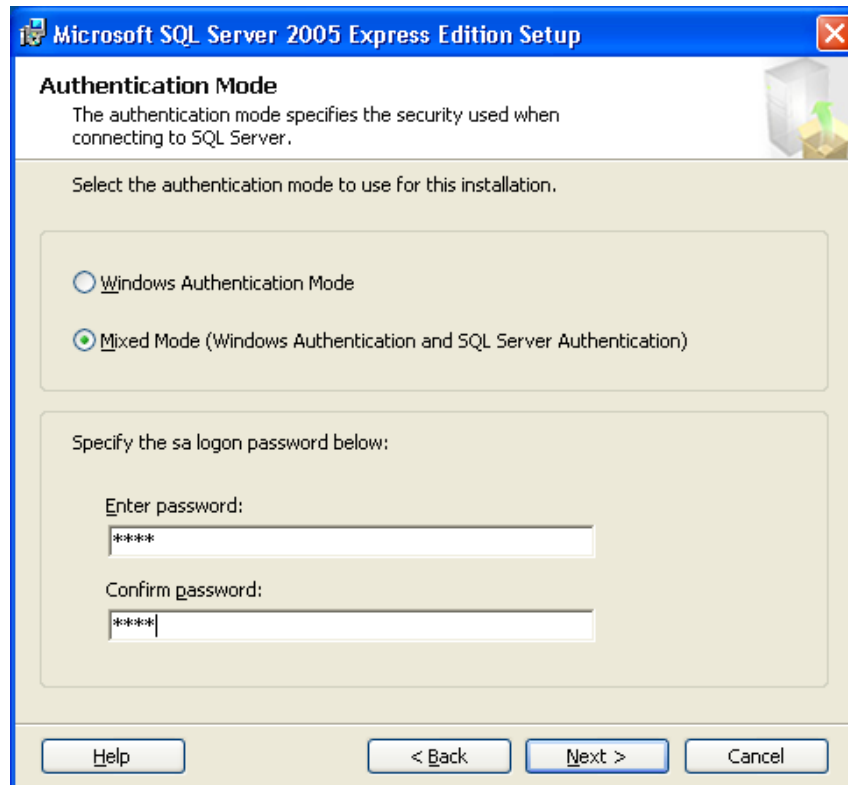 Microsoft SQL Server 2005 Express Edition Setup
Authentication Mode
The authentication mode specifies the security used when
connecting to SQL Server.
Select the authentication mode to use for this installation.
Windows Authentication Mode
Mixed Mode (Windows Authentication and SQL Server Authentication)
Specify the sa logon password below:
Enter password:
****
Confirm password:
****
Help < Back Next > Cancel